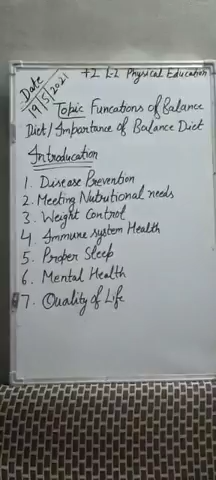 Date
19/5/2021
+2 L-2 Physical Education
Topic Funcations of Balance
Diet/Importance of Balance Diet
Introducation
1. Disease Prevention
2. Meeting Nutritional needs
3. Weight Control
4 Immune system Health
5. Proper Sleep
6. Mental Health
7. Quality of Life